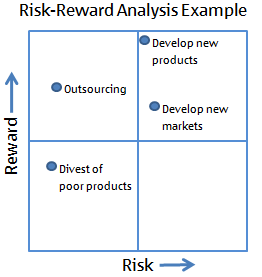 Risk-Reward Analysis Example
Develop new
products
Outsourcing
Develop new
markets
Divest of
poor products
Reward
Risk